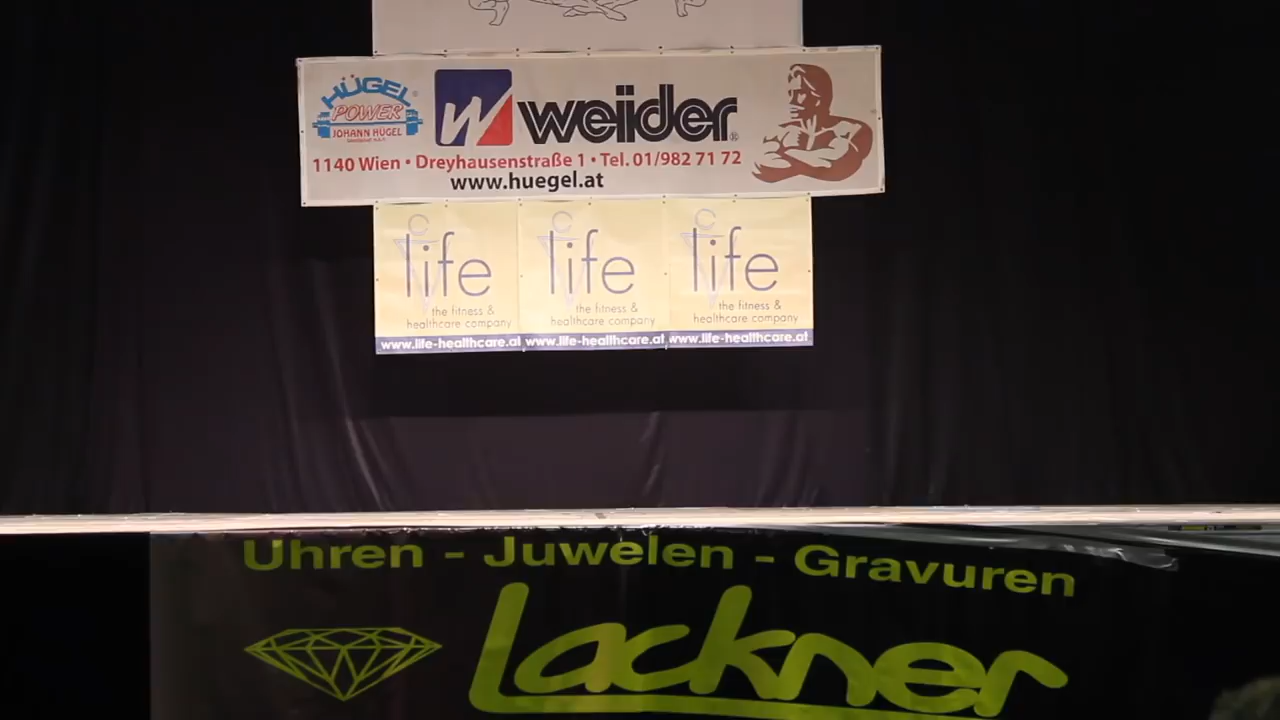 HÜGEL
POWER
JOHANN HÜGEL
weider®
1140 Wien • Dreyhausenstraße 1 • Tel. 01/982 71 72
www.huegel.at
life life life
the fitness & the fitness & the fitness &
healthcare company healthcare company healthcare company
www.life-healthcare.at www.life-healthcare.at www.life-healthcare.at
Uhren - Juwelen - Gravuren
Lackner